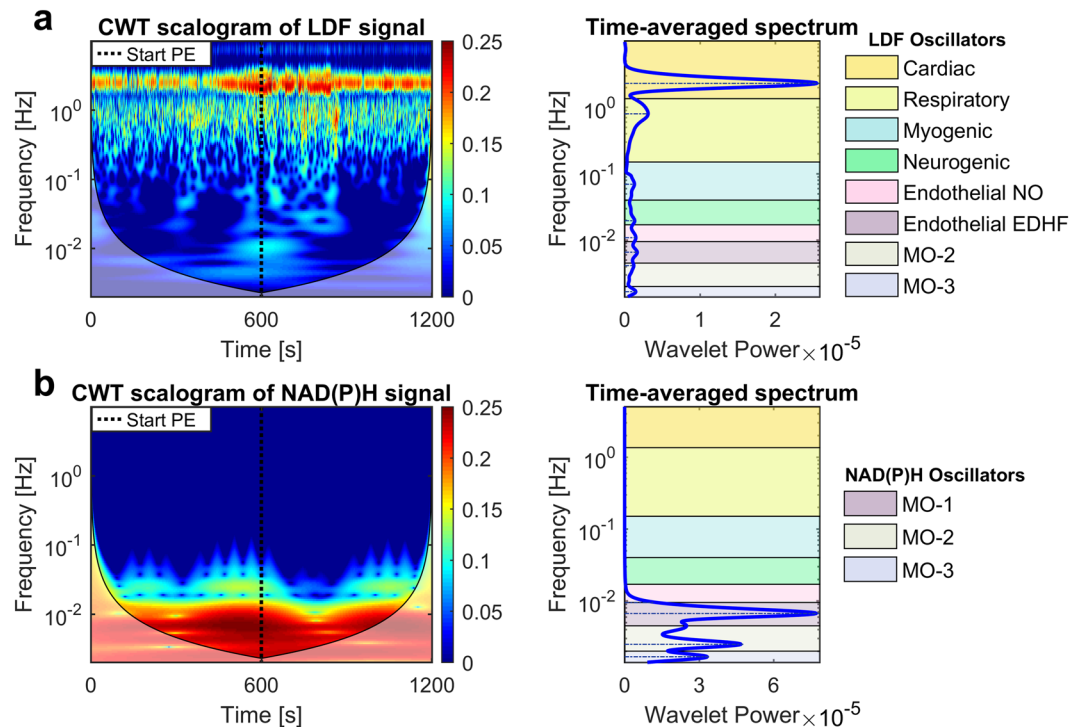 a
CWT scalogram of LDF signal
Start PE
Frequency [Hz]
10^0
10^-1
10^-2
0
600
1200
Time [s]
0.25
0.2
0.15
0.1
0.05
0
Time-averaged spectrum
Frequency [Hz]
10^0
10^-1
10^-2
0
1
2
Wavelet Power ×10^-5
LDF Oscillators
Cardiac
Respiratory
Myogenic
Neurogenic
Endothelial NO
Endothelial EDHF
MO-2
MO-3
b
CWT scalogram of NAD(P)H signal
Start PE
Frequency [Hz]
10^0
10^-1
10^-2
0
600
1200
Time [s]
0.25
0.2
0.15
0.1
0.05
0
Time-averaged spectrum
Frequency [Hz]
10^0
10^-1
10^-2
0
3
6
Wavelet Power ×10^-5
NAD(P)H Oscillators
MO-1
MO-2
MO-3